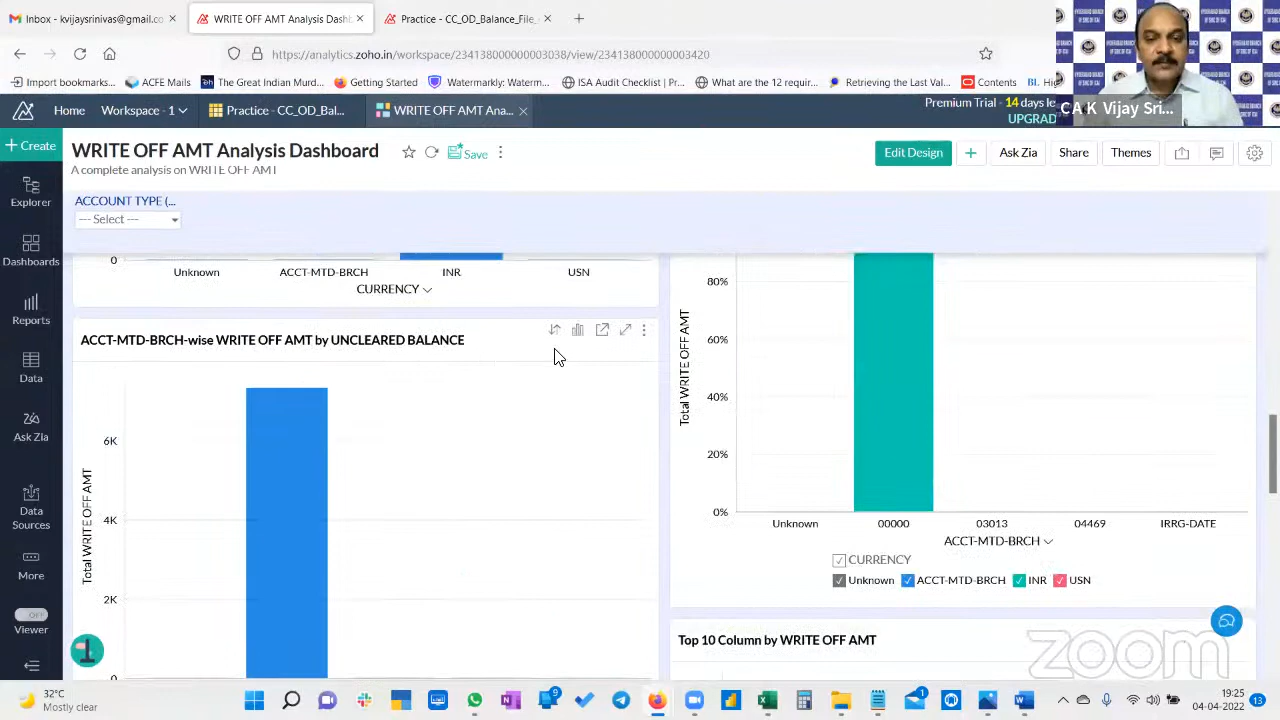 Inbox - kvijaysrinivas@gmail.co
WRITE OFF AMT Analysis Dashb
Practice - CC_OD_Balance_File_
https://analytics.zoho.in/workspace/
Import bookmarks...
ACFE Mails
The Great Indian Murd...
Getting Started
Watermark
CISA Audit Checklist | Pr...
What are the 12 requir...
Retrieving the Last Val...
Contents
Home
Workspace - 1
Practice - CC_OD_Bal...
WRITE OFF AMT Ana...
Premium Trial - 14 days le
UPGRAD
C A K Vijay Sri...
Create
WRITE OFF AMT Analysis Dashboard
Save
Edit Design
Ask Zia
Share
Themes
A complete analysis on WRITE OFF AMT
Explorer
Dashboards
Reports
Data
Ask Zia
Data
Sources
More
OFF
Viewer
ACCOUNT TYPE (...
--- Select ---
0
Unknown
ACCT-MTD-BRCH
INR
USN
CURRENCY
ACCT-MTD-BRCH-wise WRITE OFF AMT by UNCLEARED BALANCE
Total WRITE OFF AMT
6K
4K
2K
0
Total WRITE OFF AMT
80%
60%
40%
20%
0%
Unknown
00000
03013
04469
IRRG-DATE
ACCT-MTD-BRCH
CURRENCY
Unknown
ACCT-MTD-BRCH
INR
USN
Top 10 Column by WRITE OFF AMT
zoom
32°C
Mostly clear
9
1
19:25
04-04-2022
13